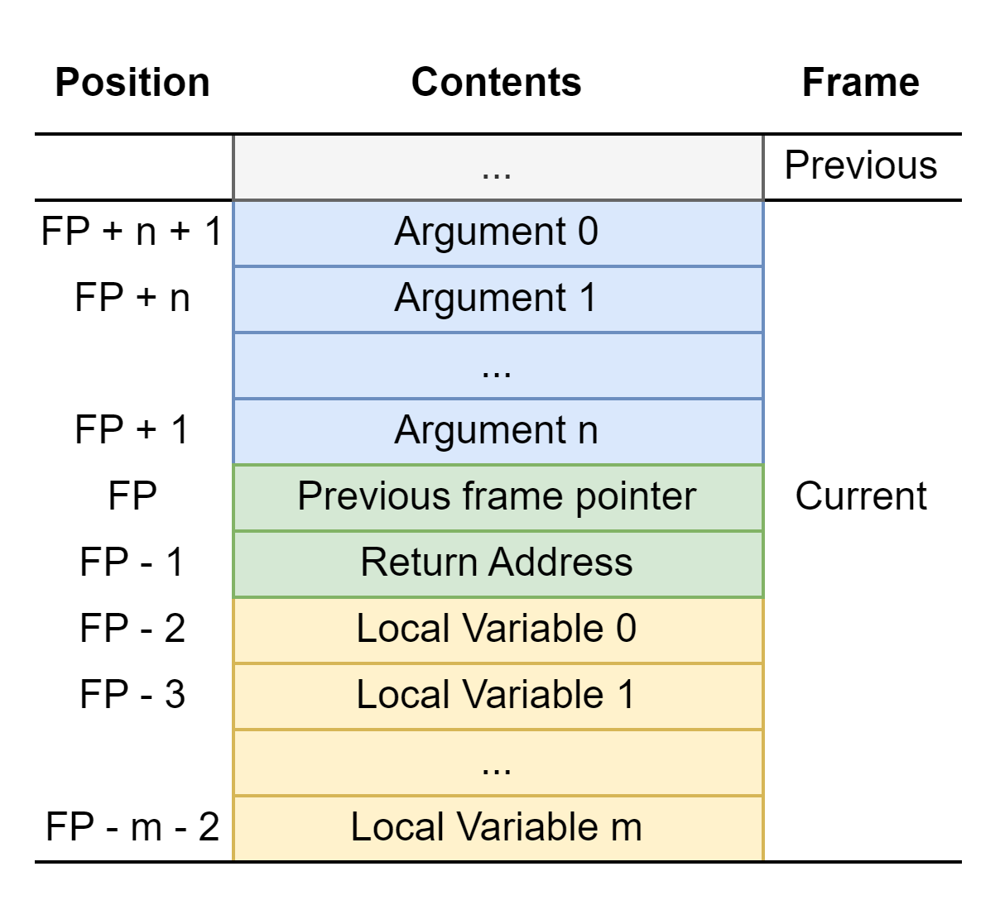 Position Contents Frame
... Previous
FP + n + 1 Argument 0
FP + n Argument 1
...
FP + 1 Argument n
FP Previous frame pointer Current
FP - 1 Return Address
FP - 2 Local Variable 0
FP - 3 Local Variable 1
...
FP - m - 2 Local Variable m